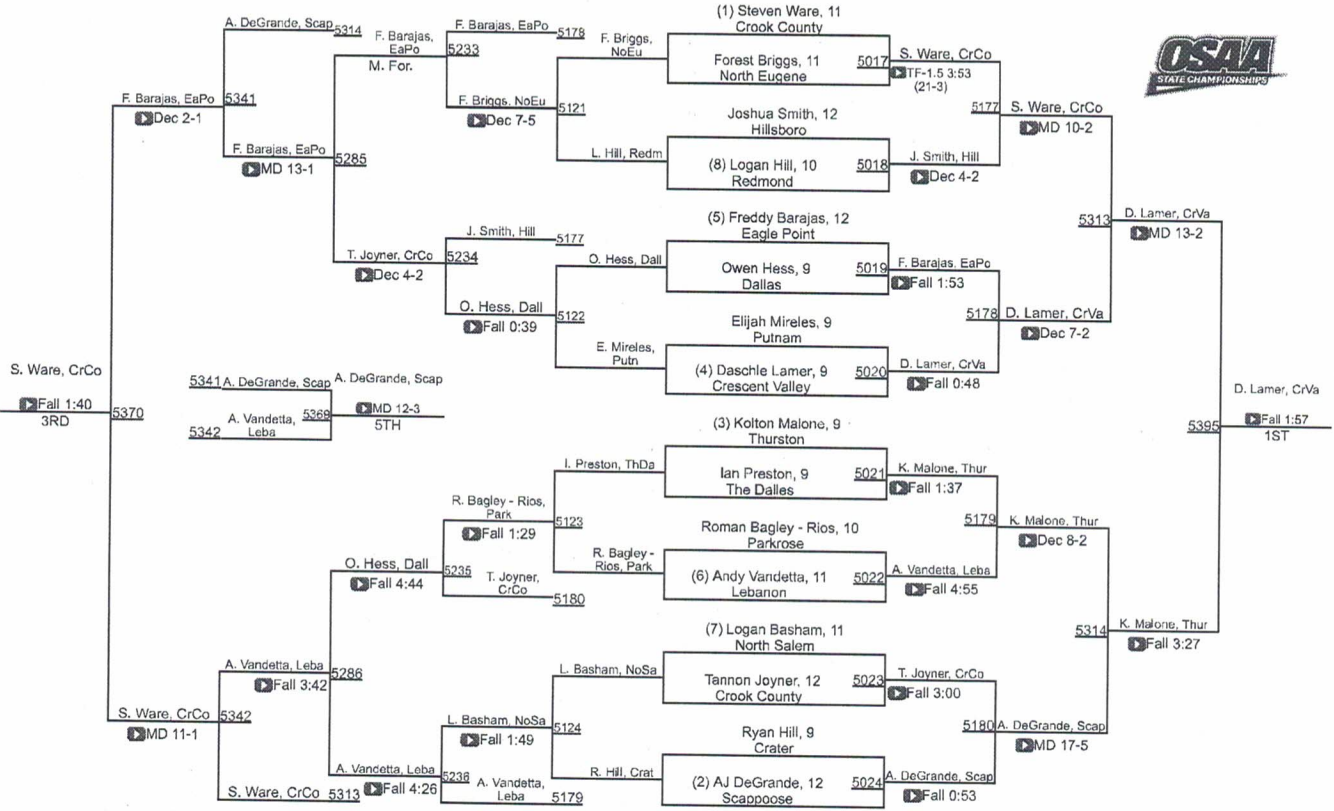 OSAA
STATE CHAMPIONSHIPS
(1) Steven Ware, 11
Crook County
Forest Briggs, 11
North Eugene
5017
Joshua Smith, 12
Hillsboro
(8) Logan Hill, 10
Redmond
5018
(5) Freddy Barajas, 12
Eagle Point
Owen Hess, 9
Dallas
5019
Elijah Mireles, 9
Putnam
(4) Daschle Lamer, 9
Crescent Valley
5020
(3) Kolton Malone, 9
Thurston
Ian Preston, 9
The Dalles
5021
Roman Bagley - Rios, 10
Parkrose
(6) Andy Vandetta, 11
Lebanon
5022
(7) Logan Basham, 11
North Salem
Tannon Joyner, 12
Crook County
5023
Ryan Hill, 9
Crater
(2) AJ DeGrande, 12
Scappoose
5024
S. Ware, CrCo
TF-1.5 3:53
(21-3)
5177
J. Smith, Hill
Dec 4-2
F. Barajas, EaPo
Fall 1:53
5178
D. Lamer, CrVa
Fall 0:48
K. Malone, Thur
Fall 1:37
5179
A. Vandetta, Leba
Fall 4:55
T. Joyner, CrCo
Fall 3:00
5180
A. DeGrande, Scap
Fall 0:53
S. Ware, CrCo
MD 10-2
5313
D. Lamer, CrVa
Dec 7-2
K. Malone, Thur
Dec 8-2
5314
A. DeGrande, Scap
MD 17-5
D. Lamer, CrVa
MD 13-2
5395
K. Malone, Thur
Fall 3:27
D. Lamer, CrVa
Fall 1:57
1ST
F. Briggs,
NoEu
5121
L. Hill, Redm
O. Hess, Dall
5122
E. Mireles,
Putn
I. Preston, ThDa
5123
R. Bagley -
Rios, Park
L. Basham, NoSa
5124
R. Hill, Crat
F. Barajas, EaPo
5178
5233
F. Briggs, NoEu
Dec 7-5
J. Smith, Hill
5177
5234
O. Hess, Dall
Fall 0:39
R. Bagley - Rios,
Park
Fall 1:29
5235
T. Joyner,
CrCo
5180
L. Basham, NoSa
Fall 1:49
5236
A. Vandetta,
Leba
5179
F. Barajas,
EaPo
M. For.
5285
T. Joyner, CrCo
Dec 4-2
O. Hess, Dall
Fall 4:44
5286
A. Vandetta, Leba
Fall 4:26
A. DeGrande, Scap
5314
5341
F. Barajas, EaPo
MD 13-1
A. Vandetta, Leba
Fall 3:42
5342
S. Ware, CrCo
5313
F. Barajas, EaPo
Dec 2-1
5370
S. Ware, CrCo
MD 11-1
S. Ware, CrCo
Fall 1:40
3RD
5341
A. DeGrande, Scap
5369
A. Vandetta,
Leba
5342
A. DeGrande, Scap
MD 12-3
5TH